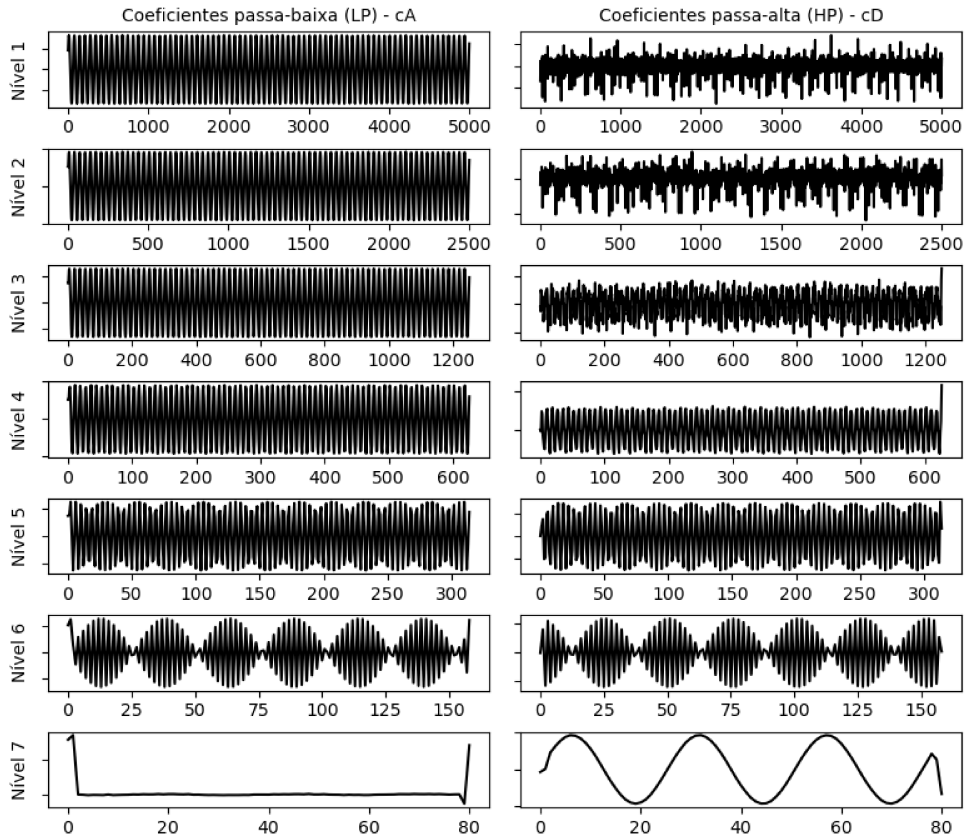 Coeficientes passa-baixa (LP) - cA
Coeficientes passa-alta (HP) - cD
Nível 1
0 1000 2000 3000 4000 5000
0 1000 2000 3000 4000 5000
Nível 2
0 500 1000 1500 2000 2500
0 500 1000 1500 2000 2500
Nível 3
0 200 400 600 800 1000 1200
0 200 400 600 800 1000 1200
Nível 4
0 100 200 300 400 500 600
0 100 200 300 400 500 600
Nível 5
0 50 100 150 200 250 300
0 50 100 150 200 250 300
Nível 6
0 25 50 75 100 125 150
0 25 50 75 100 125 150
Nível 7
0 20 40 60 80
0 20 40 60 80